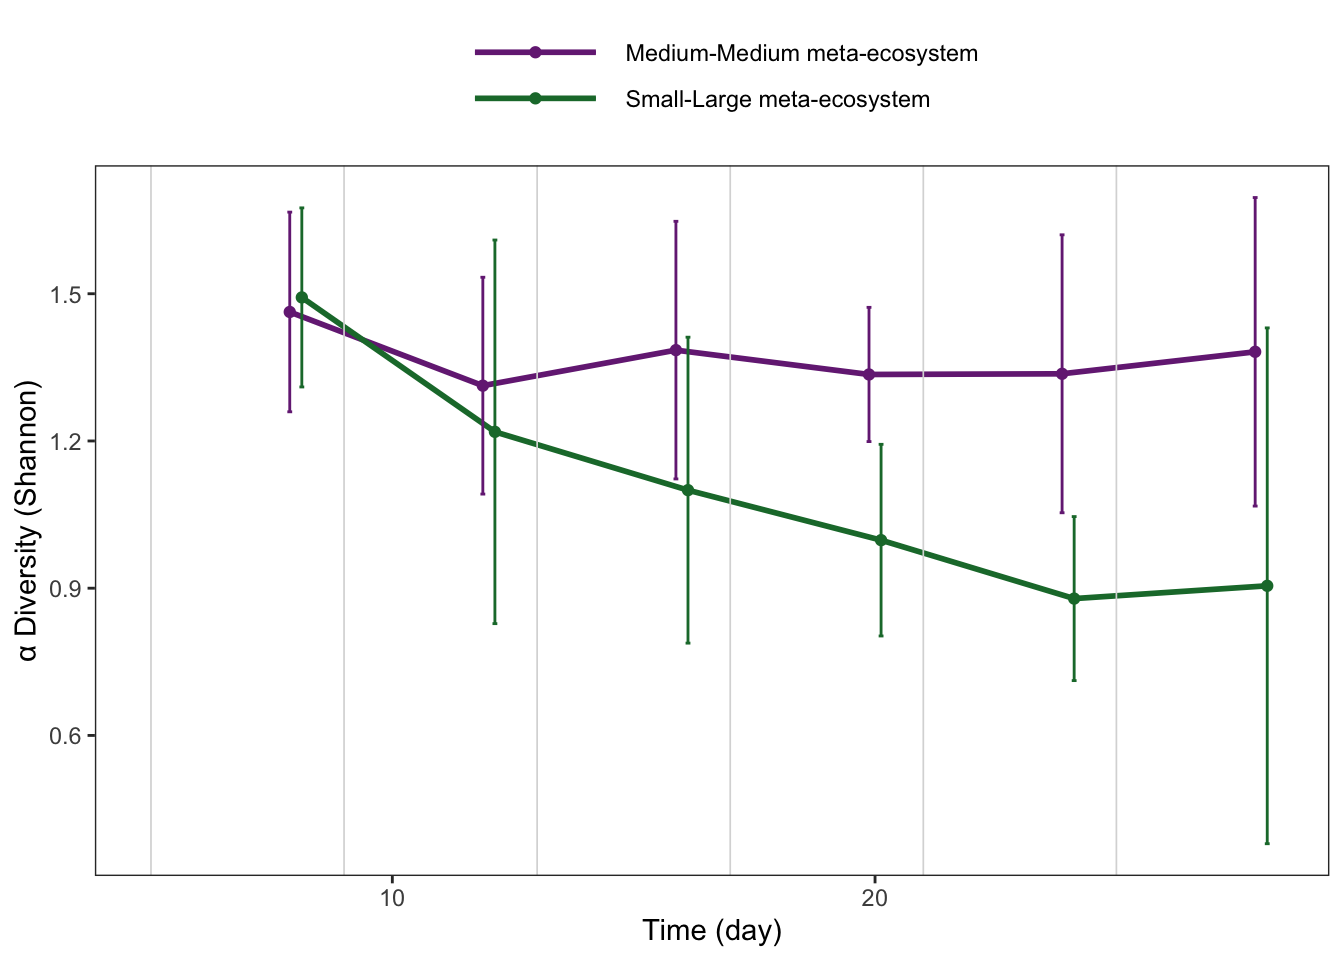 Medium-Medium meta-ecosystem
Small-Large meta-ecosystem
α Diversity (Shannon)
1.5
1.2
0.9
0.6
10
20
Time (day)